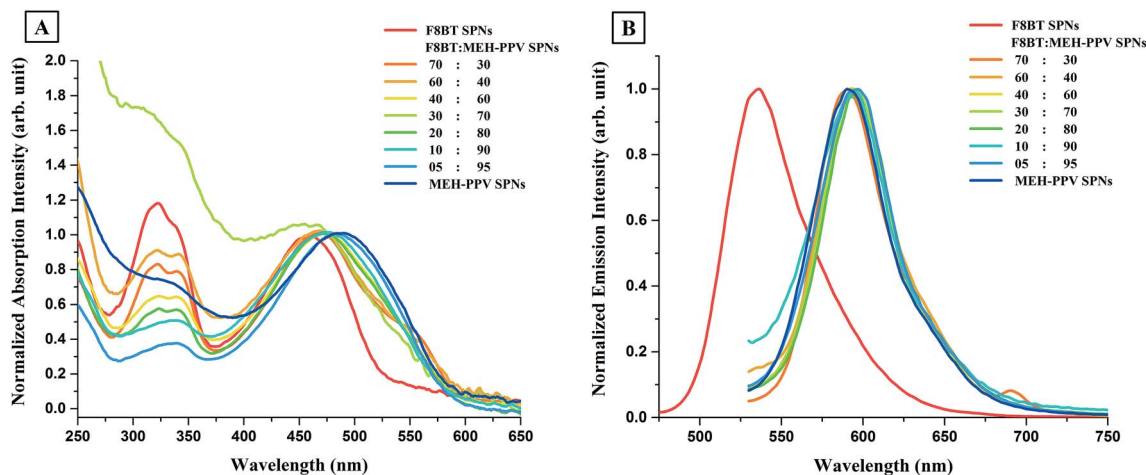 A
F8BT SPNs
F8BT:MEH-PPV SPNs
70 : 30
60 : 40
40 : 60
30 : 70
20 : 80
10 : 90
05 : 95
MEH-PPV SPNs
Normalized Absorption Intensity (arb. unit)
2.0
1.8
1.6
1.4
1.2
1.0
0.8
0.6
0.4
0.2
0.0
250 300 350 400 450 500 550 600 650
Wavelength (nm)
B
F8BT SPNs
F8BT:MEH-PPV SPNs
70 : 30
60 : 40
40 : 60
30 : 70
20 : 80
10 : 90
05 : 95
MEH-PPV SPNs
Normalized Emission Intensity (arb. unit)
1.0
0.8
0.6
0.4
0.2
0.0
500 550 600 650 700 750
Wavelength (nm)